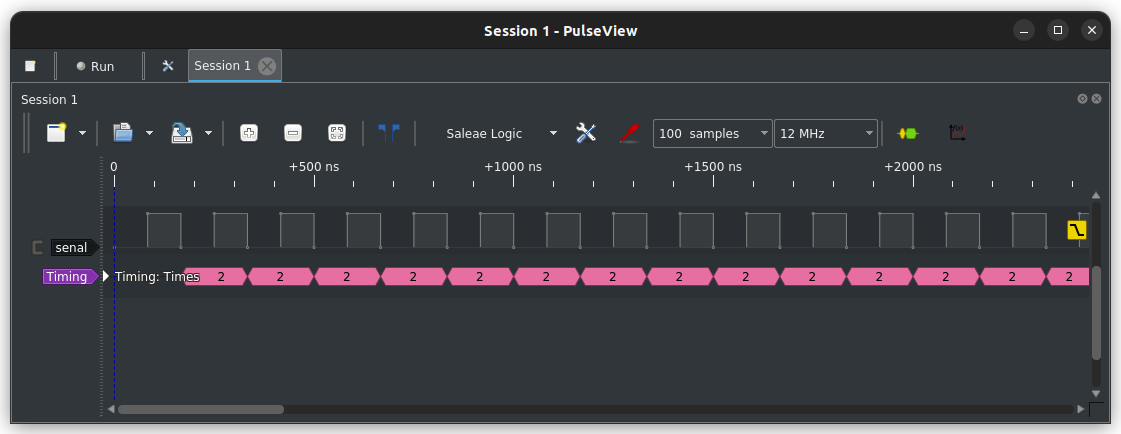 Session 1 - PulseView
Run
Session 1
Session 1
Saleae Logic
100 samples
12 MHz
f(x)
0 +500 ns +1000 ns +1500 ns +2000 ns
senal
Timing Timing: Times 2 2 2 2 2 2 2 2 2 2 2 2 2 2